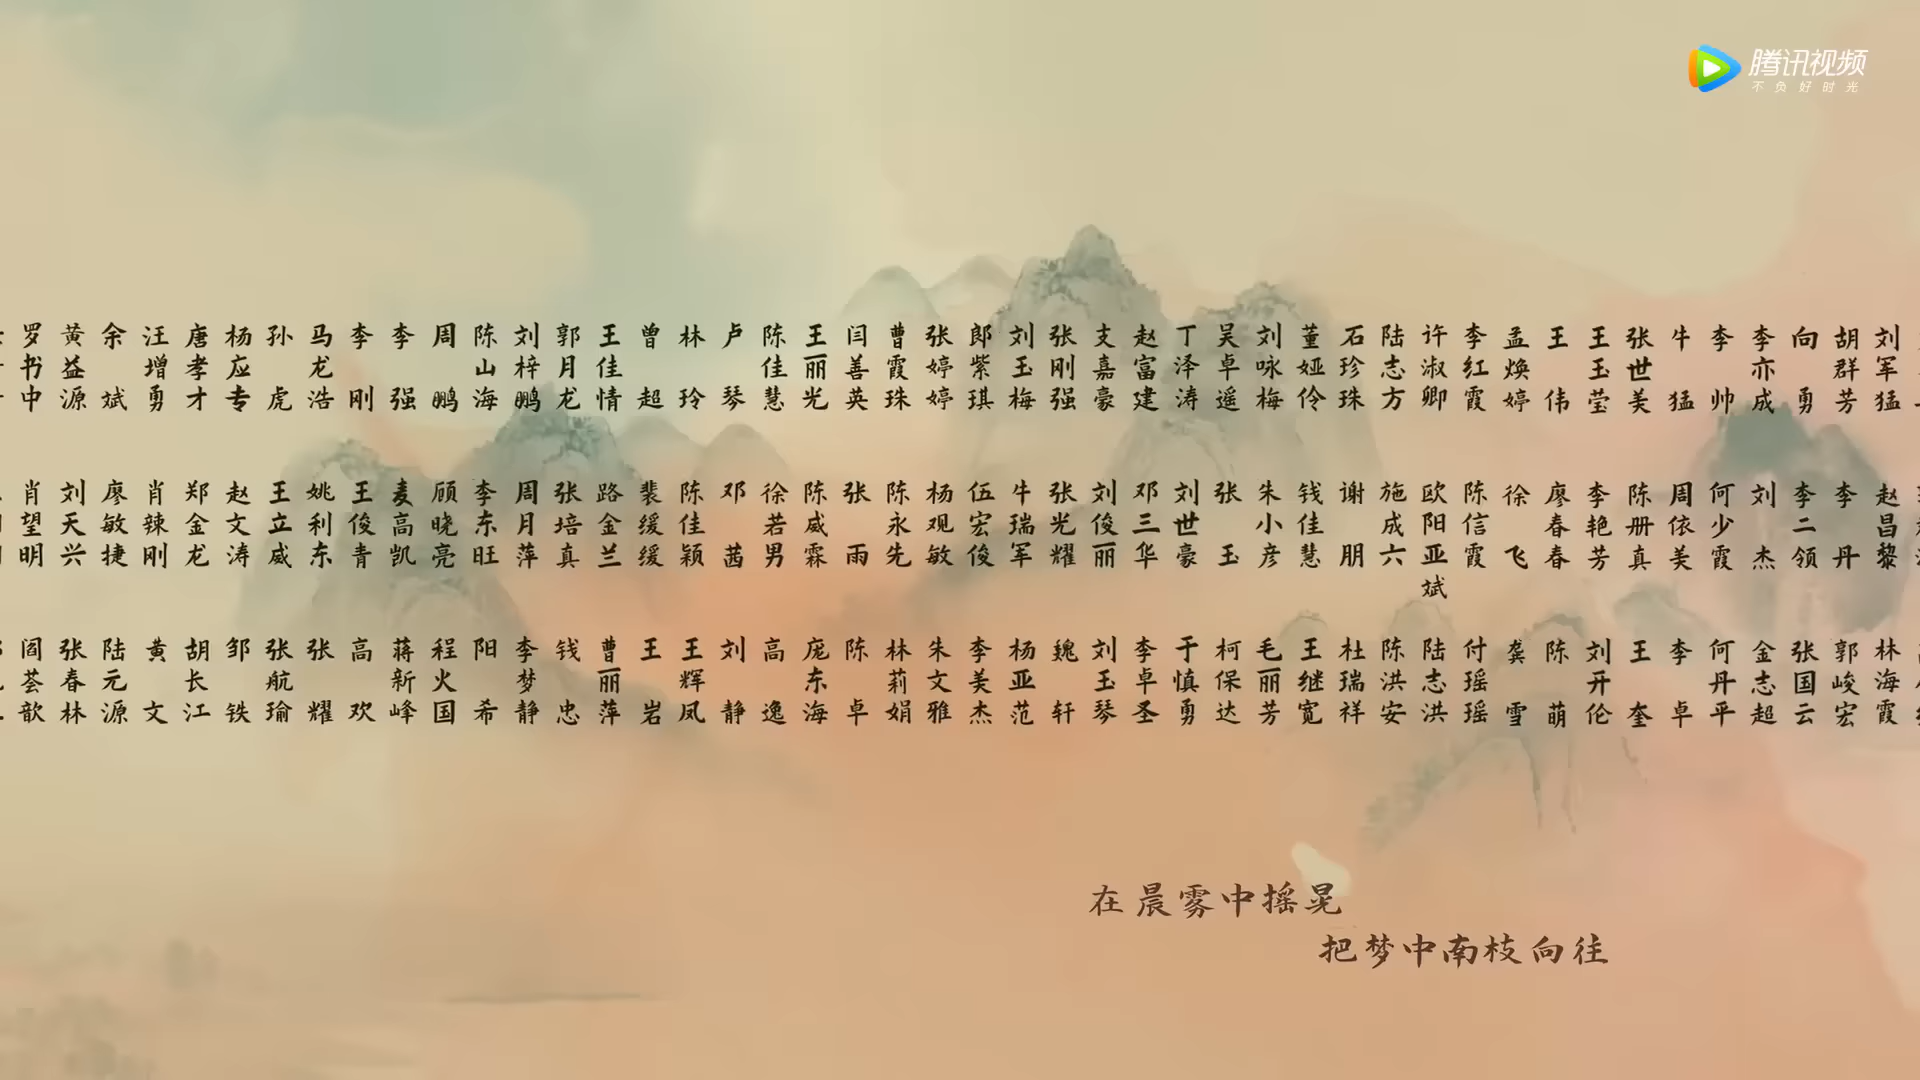 腾讯视频
不负好时光
罗书中
黄益源
余斌
汪增勇
唐孝才
杨应专
孙虎
马龙浩
李刚
李强
周鹏
陈山海
刘梓鹏
郭月龙
王佳情
曾超
林玲
卢琴
陈佳慧
王丽光
闫善英
曹霞珠
张婷婷
郎紫琪
刘玉梅
张刚强
支嘉豪
赵富建
丁泽涛
吴卓遥
刘咏梅
董娅伶
石珍珠
陆志方
许淑卿
李红霞
孟焕婷
王伟
王玉莹
张世美
牛猛
李帅
李亦成
向勇
胡群芳
刘军猛
肖望明
刘天兴
廖敏捷
肖辣刚
郑金龙
赵文涛
王立威
姚利东
王俊青
麦高凯
顾晓亮
李东旺
周月萍
张培真
路金兰
裴缓缓
陈佳颖
邓茜
徐若男
陈威霖
张雨
陈永先
杨观敏
伍宏俊
牛瑞军
张光耀
刘俊丽
邓三华
刘世豪
张玉
朱小彦
钱佳慧
谢朋
施成六
欧阳亚斌
陈信霞
徐飞
廖春春
李艳芳
陈册真
周依美
何少霞
刘杰
李二领
李丹
赵昌黎
阎荟歆
张春林
陆元源
黄文
胡长江
邹铁
张航瑜
张耀
高欢
蒋新峰
程火国
阳希
李梦静
钱忠
曹丽萍
王岩
王辉凤
刘静
高逸
庞东海
陈卓
林莉娟
朱文雅
李美杰
杨亚范
魏轩
刘玉琴
李卓圣
于慎勇
柯保达
毛丽芳
王继宽
杜瑞祥
陈洪安
陆志洪
付瑶瑶
龚雪
陈萌
刘开伦
王奎
李卓
何丹平
金志超
张国云
郭峻宏
林海霞
在晨雾中摇晃
把梦中南枝向往